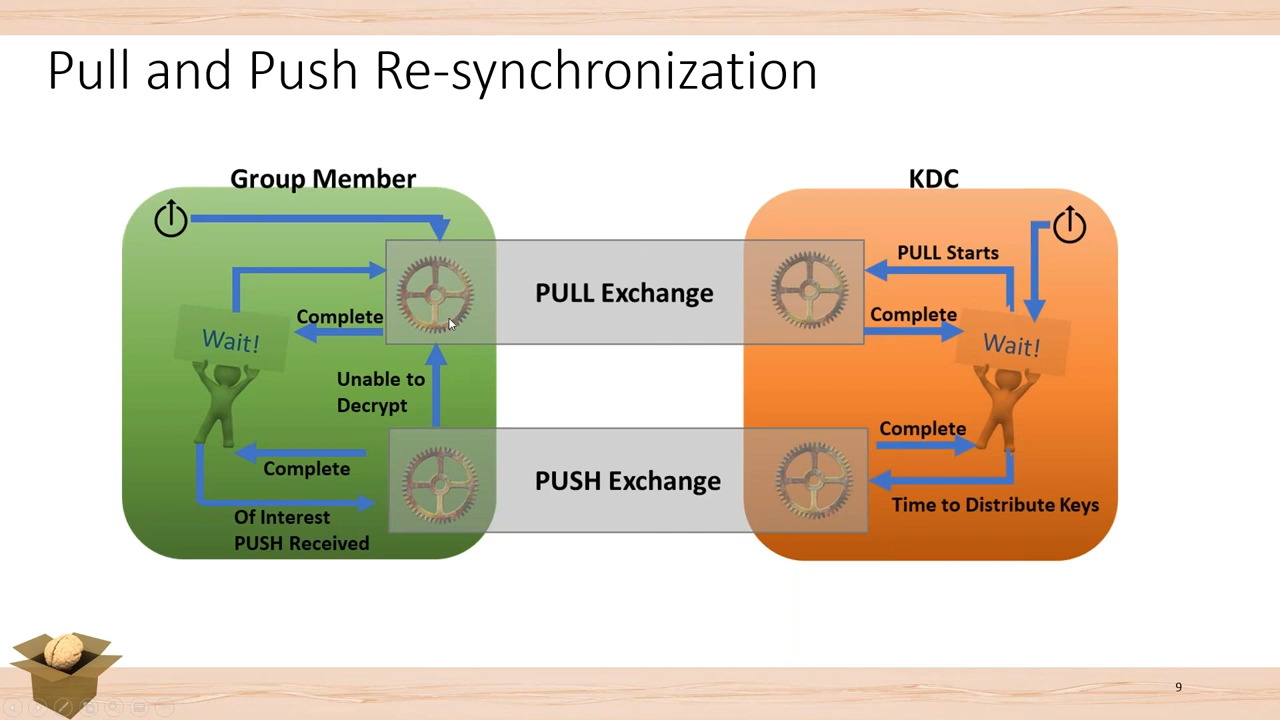 Pull and Push Re-synchronization
Group Member
KDC
PULL Starts
PULL Exchange
Complete
Complete
Wait!
Wait!
Unable to
Decrypt
Complete
Complete
PUSH Exchange
Time to Distribute Keys
Of Interest
PUSH Received
9